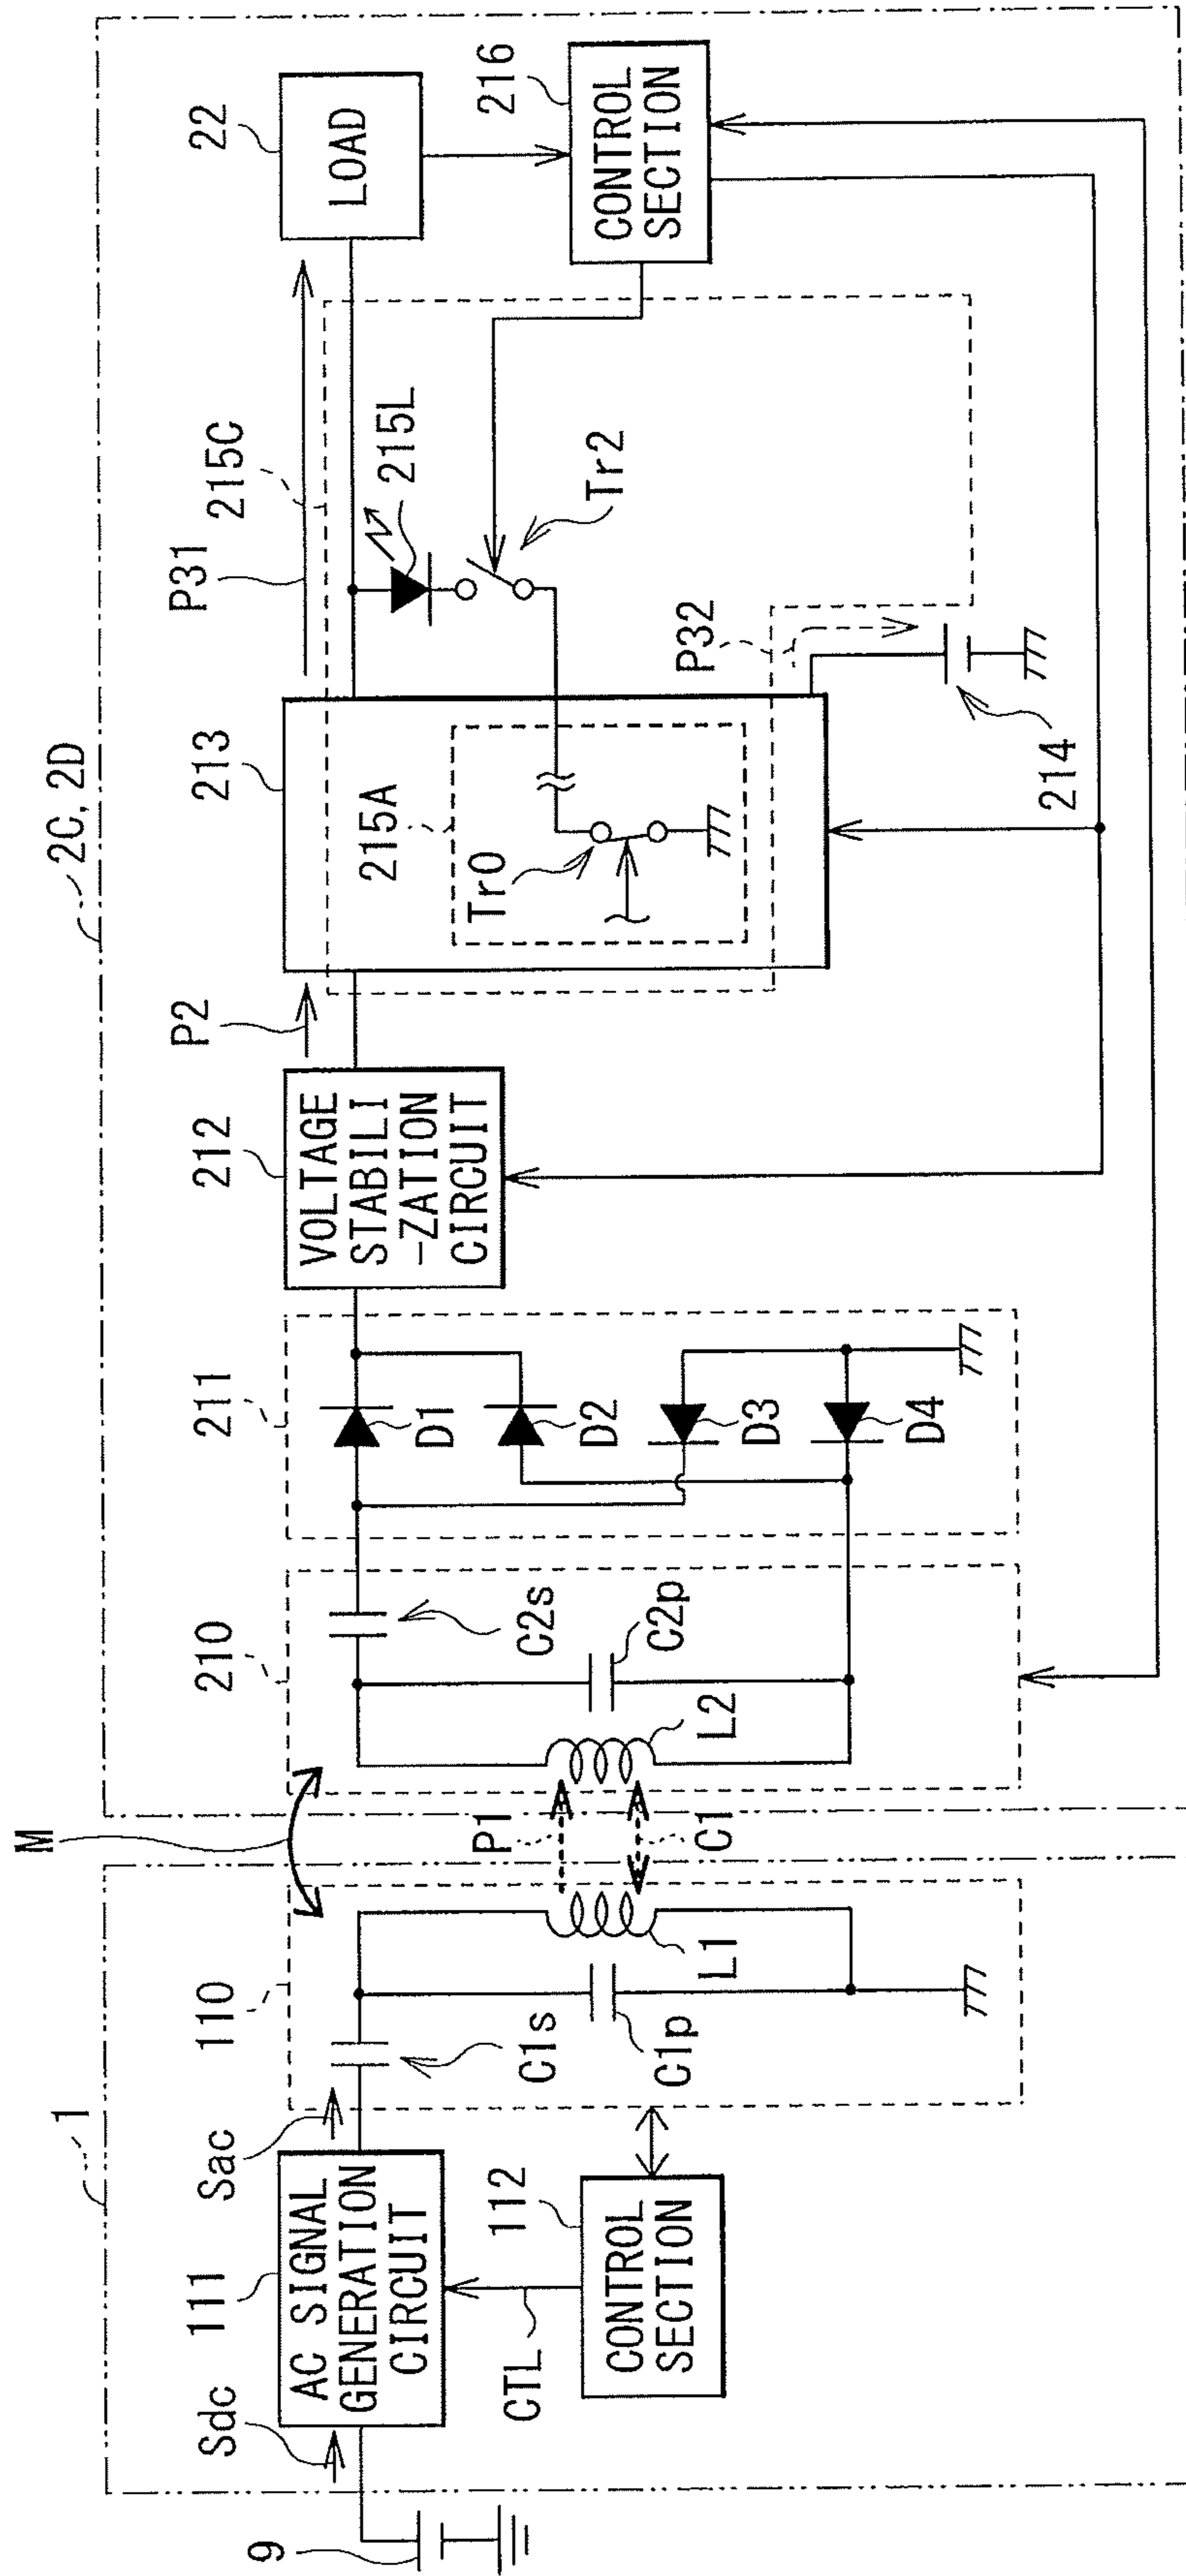 2C, 2D
1
M
9
Sdc
111
AC SIGNAL
GENERATION
CIRCUIT
Sac
CTL
112
CONTROL
SECTION
110
C1s
C1p
L1
P1
C1
210
L2
C2s
C2p
211
D1
D2
D3
D4
212
VOLTAGE
STABILI
-ZATION
CIRCUIT
P2
213
215A
Tr0
P31
215C
215L
Tr2
P32
214
22
LOAD
216
CONTROL
SECTION